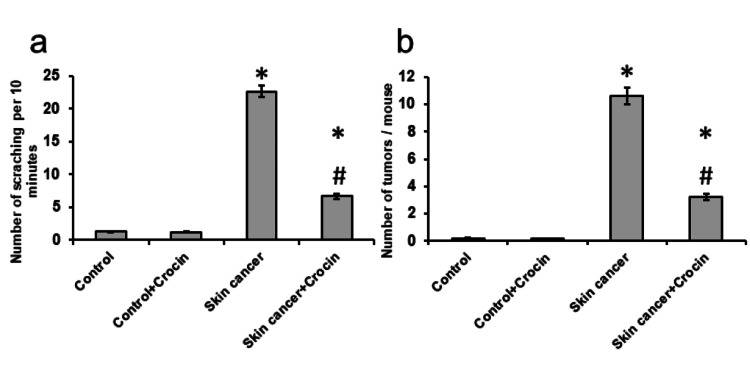 a
Number of scraching per 10
minutes
25
20
15
10
5
0
*
*
#
Control
Control+Crocin
Skin cancer
Skin cancer+Crocin
b
Number of tumors / mouse
12
10
8
6
4
2
0
*
*
#
Control
Control+Crocin
Skin cancer
Skin cancer+Crocin